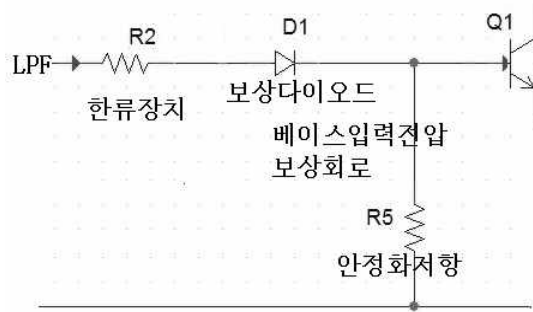 Q1
D1
R2
LPF
보상다이오드
한류장치
베이스입력전압
보상회로
R5
안정화저항